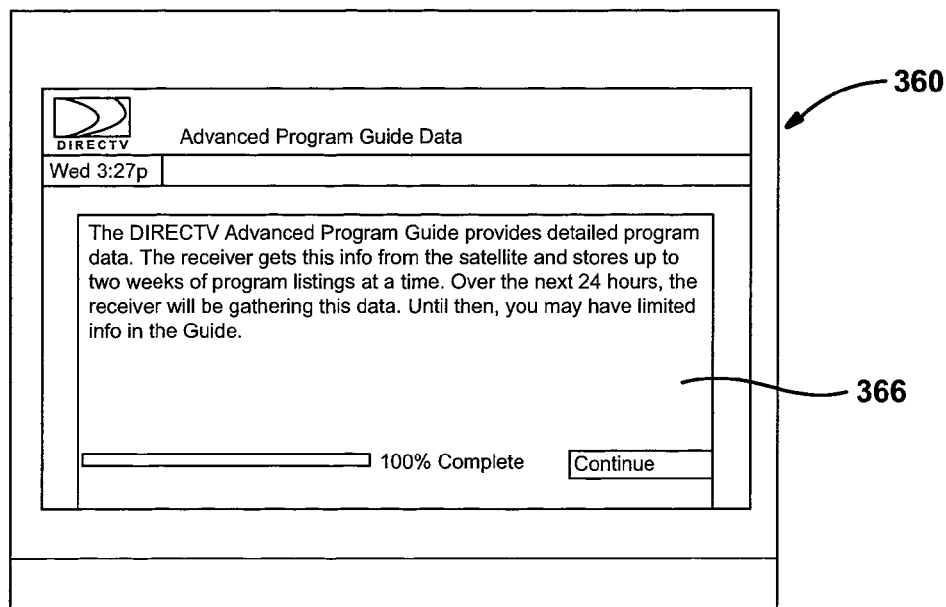 360
DIRECTV
Advanced Program Guide Data
Wed 3:27p
The DIRECTV Advanced Program Guide provides detailed program
data. The receiver gets this info from the satellite and stores up to
two weeks of program listings at a time. Over the next 24 hours, the
receiver will be gathering this data. Until then, you may have limited
info in the Guide.
366
100% Complete
Continue